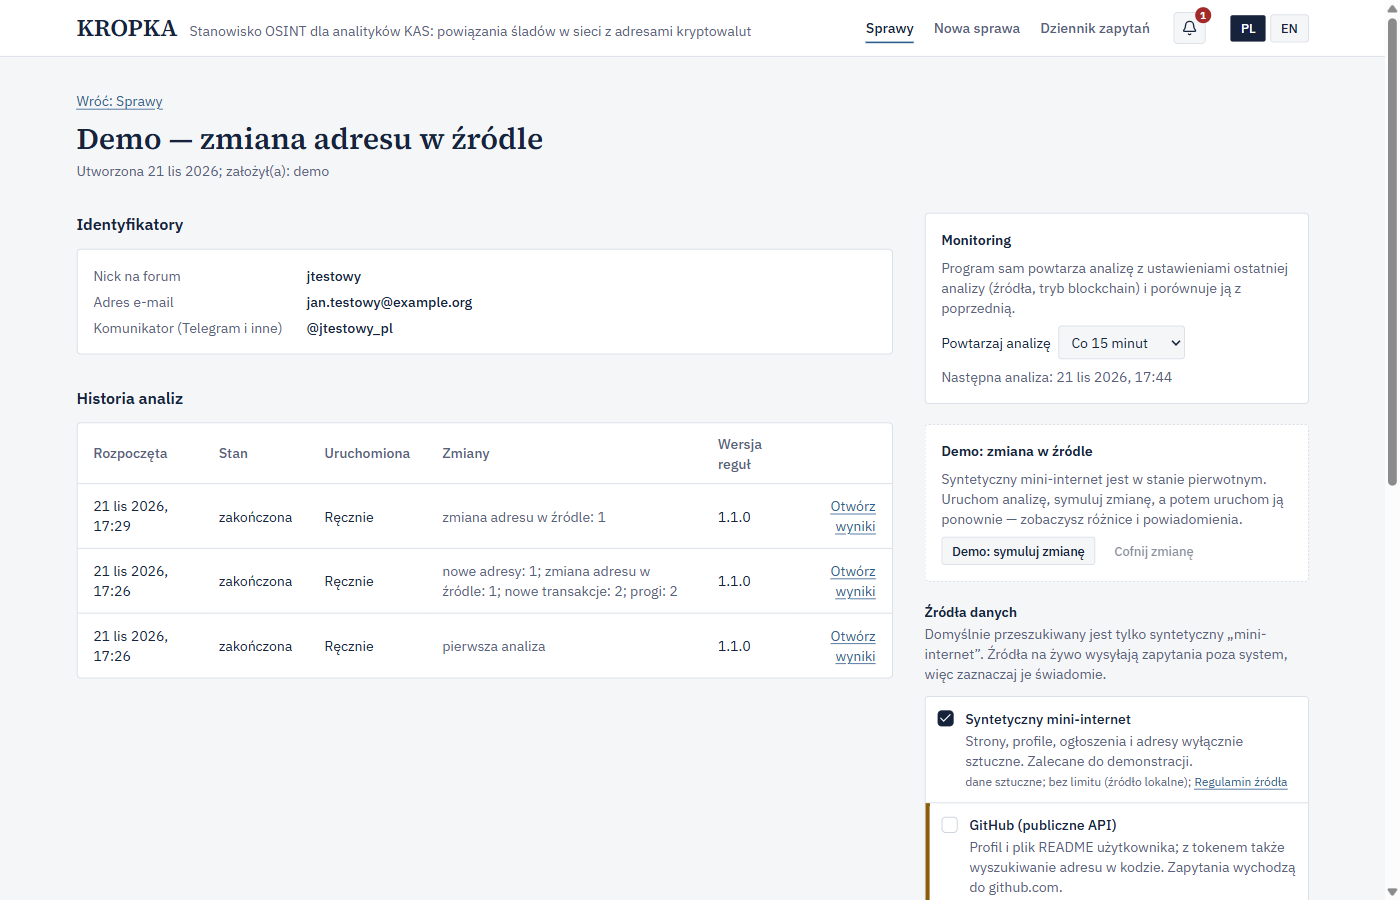 KROPKA Stanowisko OSINT dla analityków KAS: powiązania śladów w sieci z adresami kryptowalut
Sprawy Nowa sprawa Dziennik zapytań 1 PL EN
Wróć: Sprawy
Demo — zmiana adresu w źródle
Utworzona 21 lis 2026; założył(a): demo
Identyfikatory
Nick na forum jtestowy
Adres e-mail jan.testowy@example.org
Komunikator (Telegram i inne) @jtestowy_pl
Historia analiz
Rozpoczęta Stan Uruchomiona Zmiany Wersja reguł
21 lis 2026, 17:29 zakończona Ręcznie zmiana adresu w źródle: 1 1.1.0 Otwórz wyniki
21 lis 2026, 17:26 zakończona Ręcznie nowe adresy: 1; zmiana adresu w źródle: 1; nowe transakcje: 2; progi: 2 1.1.0 Otwórz wyniki
21 lis 2026, 17:26 zakończona Ręcznie pierwsza analiza 1.1.0 Otwórz wyniki
Monitoring
Program sam powtarza analizę z ustawieniami ostatniej
analizy (źródła, tryb blockchain) i porównuje ją z
poprzednią.
Powtarzaj analizę Co 15 minut
Następna analiza: 21 lis 2026, 17:44
Demo: zmiana w źródle
Syntetyczny mini-internet jest w stanie pierwotnym.
Uruchom analizę, symuluj zmianę, a potem uruchom ją
ponownie — zobaczysz różnice i powiadomienia.
Demo: symuluj zmianę Cofnij zmianę
Źródła danych
Domyślnie przeszukiwany jest tylko syntetyczny „mini-
internet”. Źródła na żywo wysyłają zapytania poza system,
więc zaznaczaj je świadomie.
Syntetyczny mini-internet
Strony, profile, ogłoszenia i adresy wyłącznie
sztuczne. Zalecane do demonstracji.
dane sztuczne; bez limitu (źródło lokalne); Regulamin źródła
GitHub (publiczne API)
Profil i plik README użytkownika; z tokenem także
wyszukiwanie adresu w kodzie. Zapytania wychodzą
do github.com.